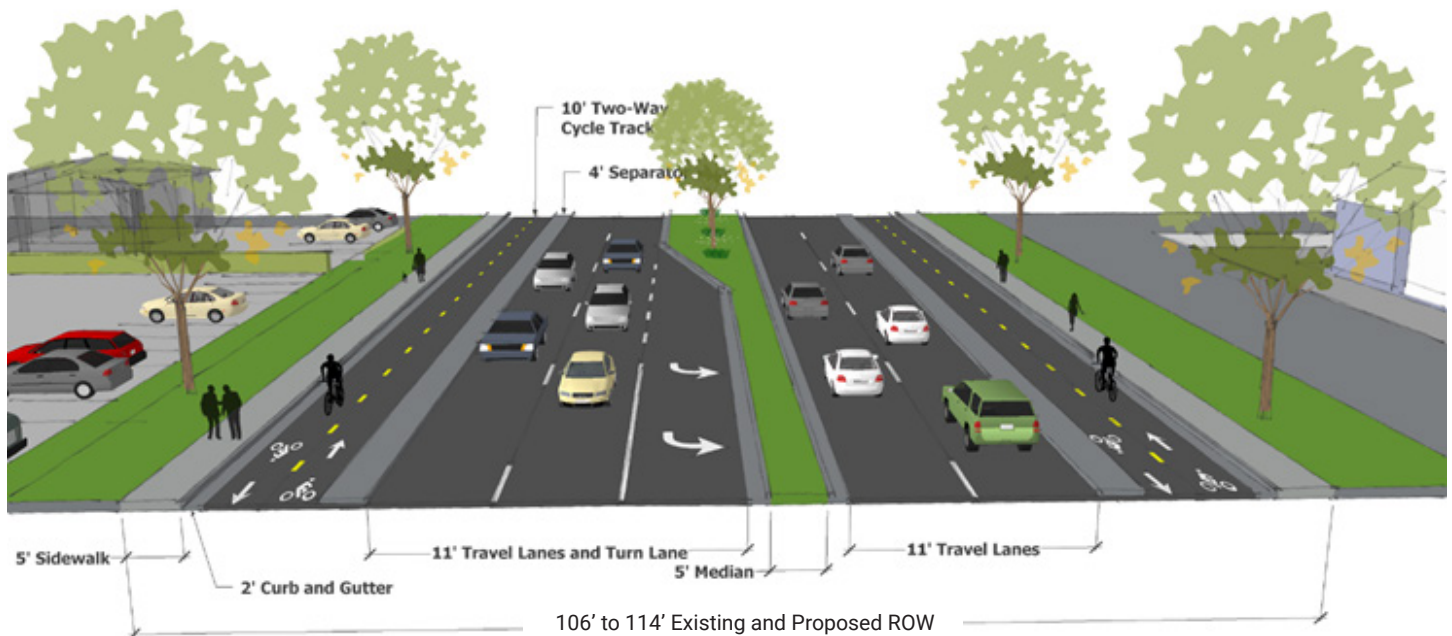 10' Two-Way
Cycle Track
4' Separator
5' Sidewalk
2' Curb and Gutter
11' Travel Lanes and Turn Lane
5' Median
11' Travel Lanes
106’ to 114’ Existing and Proposed ROW